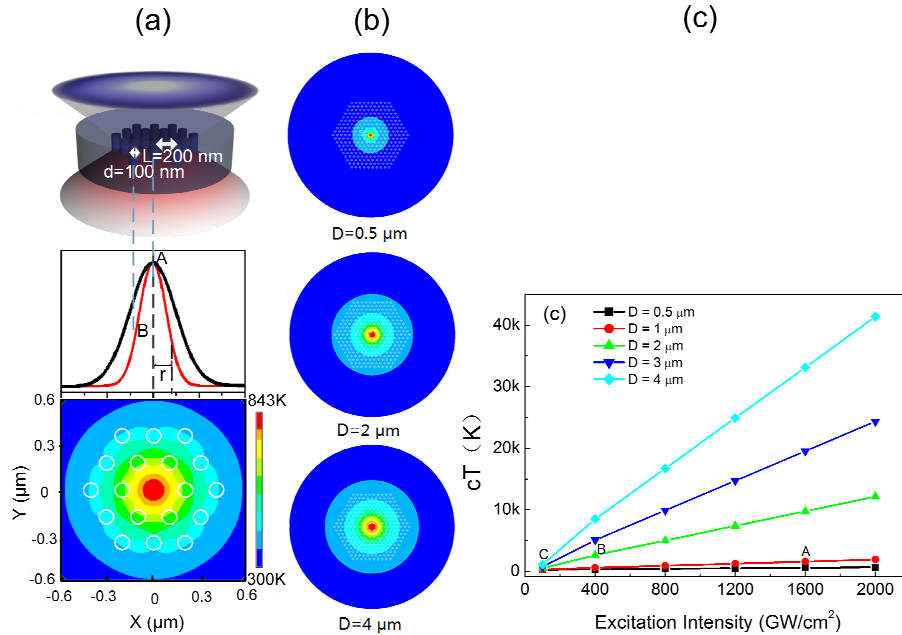 (a)
(b)
(c)
L=200 nm
d=100 nm
A
B
r
D=0.5 µm
D=2 µm
D=4 µm
0.6
0.3
0
-0.3
-0.6
Y (µm)
-0.6
-0.3
0
0.3
0.6
X (µm)
843K
300K
(c)
D = 0.5 µm
D = 1 µm
D = 2 µm
D = 3 µm
D = 4 µm
40k
30k
20k
10k
0
cT (K)
C
B
A
0
400
800
1200
1600
2000
Excitation Intensity (GW/cm²)